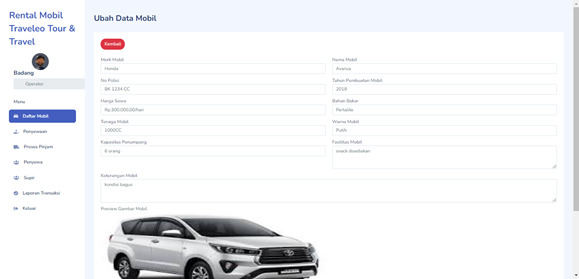 Rental Mobil
Traveleo Tour &
Travel
Badang
Operator
Menu
Daftar Mobil
Penyewaan
Proses Pinjam
Penyewa
Supir
Laporan Transaksi
Keluar
Ubah Data Mobil
Kembali
Merk Mobil
Nama Mobil
Honda
Avanva
No Polisi
Tahun Pembuatan Mobil
BK 1234 CC
2018
Harga Sewa
Bahan Bakar
Rp.300.000,00/hari
Pertalite
Tenaga Mobil
Warna Mobil
1000CC
Putih
Kapasitas Penumpang
Fasilitas Mobil
6 orang
snack disediakan
Keterangan Mobil
kondisi bagus
Preview Gambar Mobil